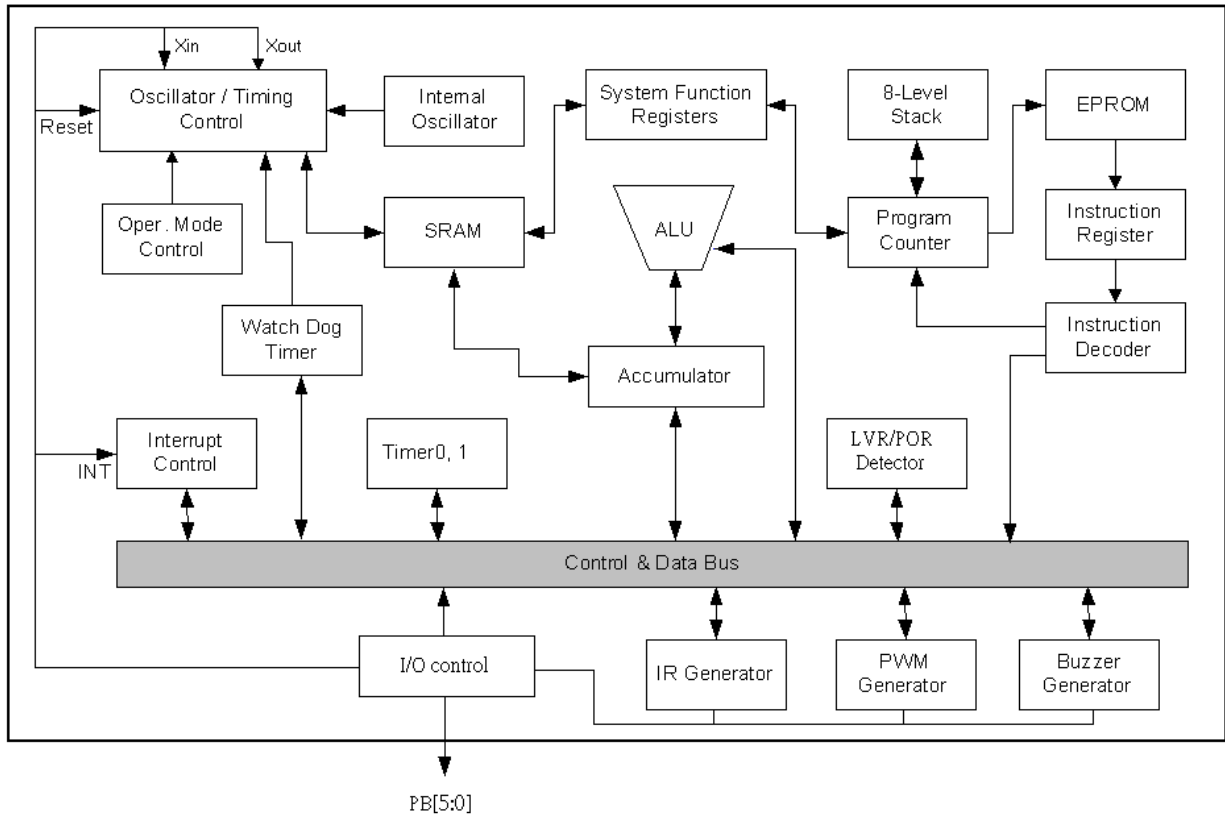 Xin
Xout
Reset
Oscillator / Timing
Control
Internal
Oscillator
System Function
Registers
8-Level
Stack
EPROM
Oper. Mode
Control
SRAM
ALU
Program
Counter
Instruction
Register
Watch Dog
Timer
Accumulator
Instruction
Decoder
INT
Interrupt
Control
Timer0, 1
LVR/POR
Detector
Control & Data Bus
I/O control
IR Generator
PWM
Generator
Buzzer
Generator
PB[5:0]